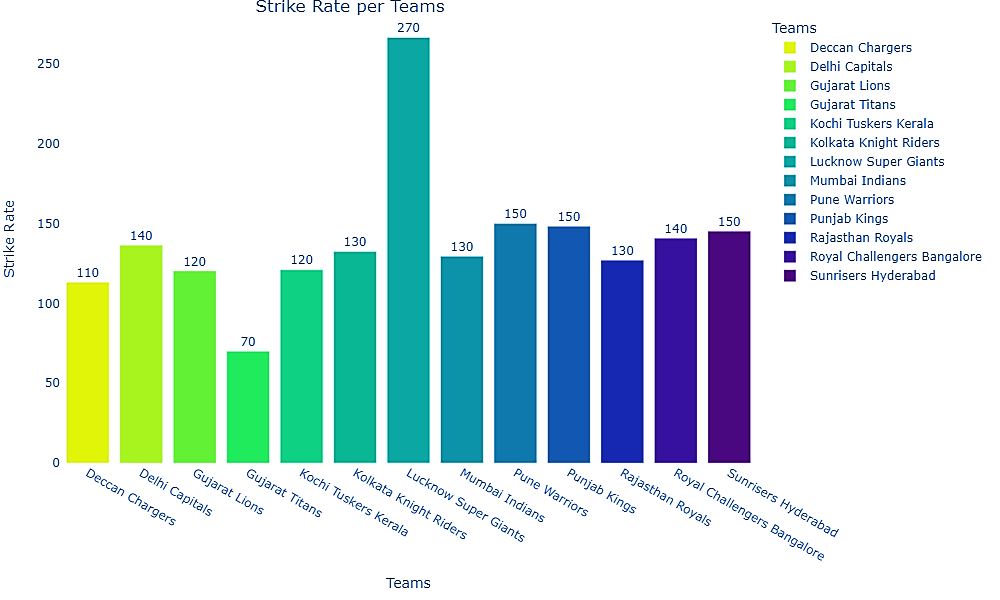 Strike Rate per Teams
Strike Rate
250
200
150
100
50
0
110
140
120
70
120
130
270
130
150
150
130
140
150
Deccan Chargers
Delhi Capitals
Gujarat Lions
Gujarat Titans
Kochi Tuskers Kerala
Kolkata Knight Riders
Lucknow Super Giants
Mumbai Indians
Pune Warriors
Punjab Kings
Rajasthan Royals
Royal Challengers Bangalore
Sunrisers Hyderabad
Teams
Teams
Deccan Chargers
Delhi Capitals
Gujarat Lions
Gujarat Titans
Kochi Tuskers Kerala
Kolkata Knight Riders
Lucknow Super Giants
Mumbai Indians
Pune Warriors
Punjab Kings
Rajasthan Royals
Royal Challengers Bangalore
Sunrisers Hyderabad